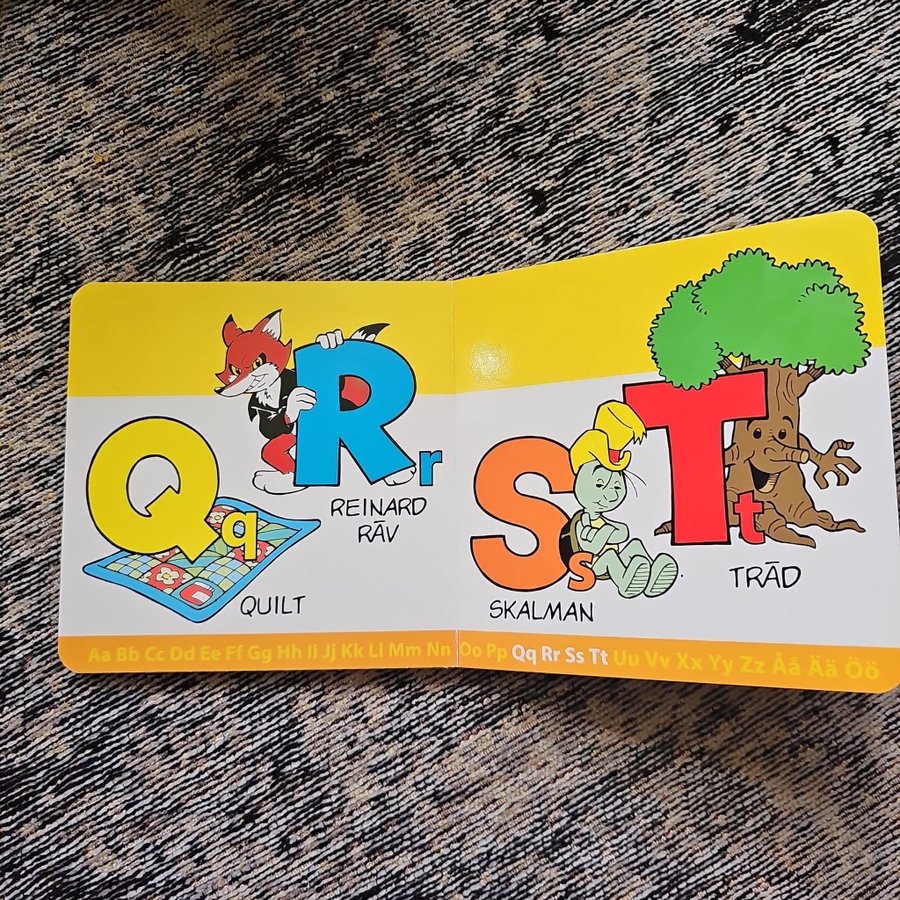 Qq
QUILT
Rr
REINARD
RÄV
Ss
SKALMAN
Tt
TRÄD
Aa Bb Cc Dd Ee Ff Gg Hh Ii Jj Kk Ll Mm Nn Oo Pp Qq Rr Ss Tt Uu Vv Xx Yy Zz Åå Ää Öö